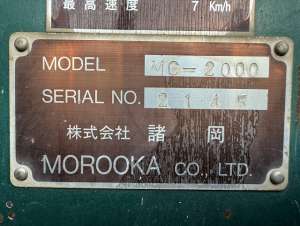 最高速度 7 Km/h
MODEL MG-2000
SERIAL NO. 2145
株式会社 諸岡
MOROOKA CO., LTD.